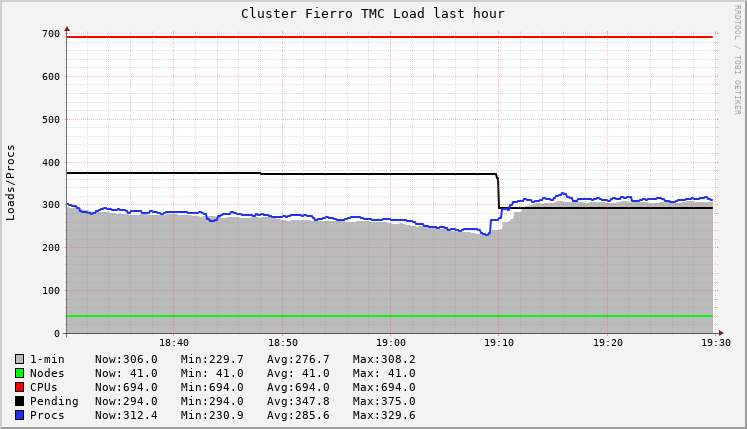 Cluster Fierro TMC Load last hour
RRDTOOL / TOBI OETIKER
Loads/Procs
700
600
500
400
300
200
100
0
18:40 18:50 19:00 19:10 19:20 19:30
1-min Now:306.0 Min:229.7 Avg:276.7 Max:308.2
Nodes Now: 41.0 Min: 41.0 Avg: 41.0 Max: 41.0
CPUs Now:694.0 Min:694.0 Avg:694.0 Max:694.0
Pending Now:294.0 Min:294.0 Avg:347.8 Max:375.0
Procs Now:312.4 Min:230.9 Avg:285.6 Max:329.6